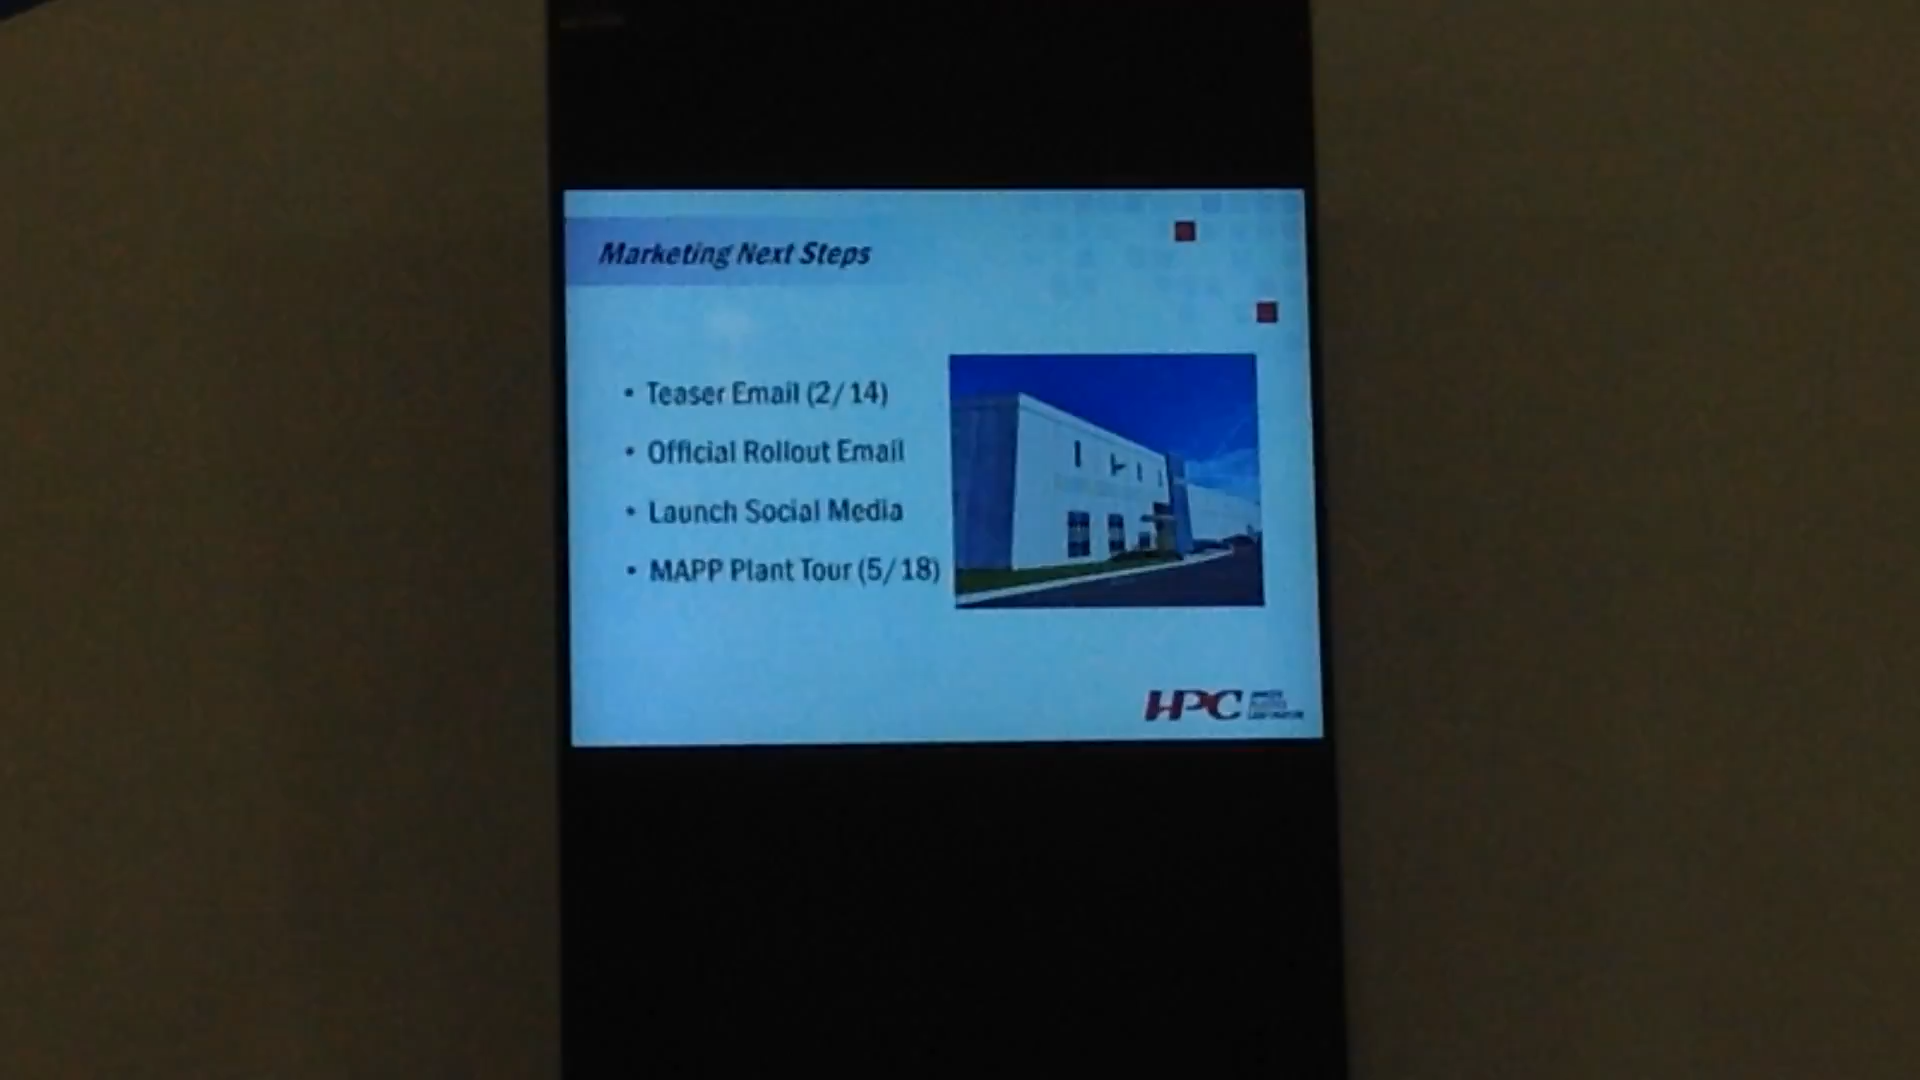 Marketing Next Steps
• Teaser Email (2/14)
• Official Rollout Email
• Launch Social Media
• MAPP Plant Tour (5/18)
HPC